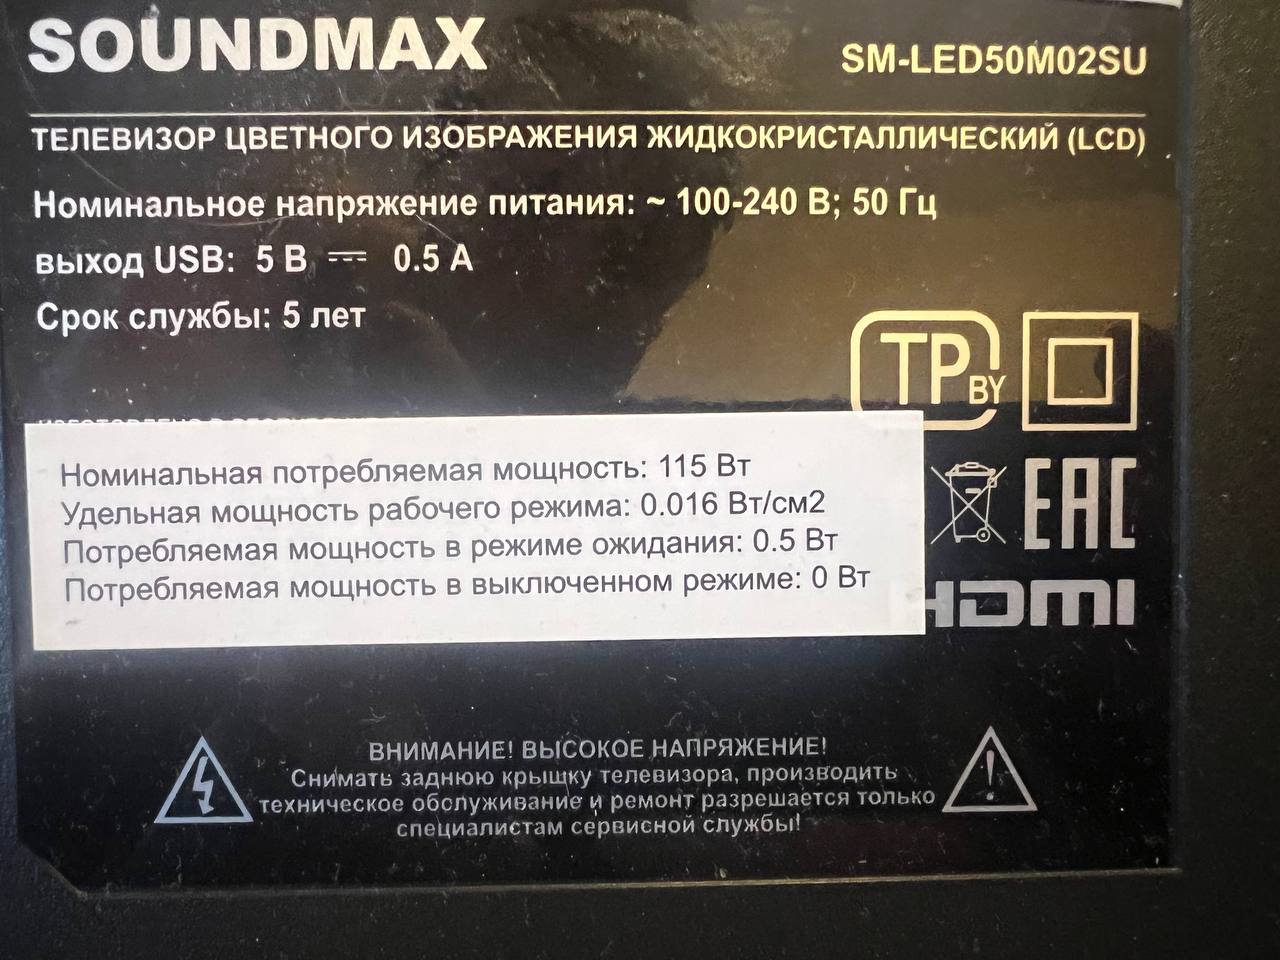 SOUNDMAX
SM-LED50M02SU
ТЕЛЕВИЗОР ЦВЕТНОГО ИЗОБРАЖЕНИЯ ЖИДКОКРИСТАЛЛИЧЕСКИЙ (LCD)
Номинальное напряжение питания: ~ 100-240 В; 50 Гц
выход USB: 5 В ⎓ 0.5 А
Срок службы: 5 лет
ТР BY
Номинальная потребляемая мощность: 115 Вт
Удельная мощность рабочего режима: 0.016 Вт/см2
Потребляемая мощность в режиме ожидания: 0.5 Вт
Потребляемая мощность в выключенном режиме: 0 Вт
EAC
HDMI
ВНИМАНИЕ! ВЫСОКОЕ НАПРЯЖЕНИЕ!
Снимать заднюю крышку телевизора, производить
техническое обслуживание и ремонт разрешается только
специалистам сервисной службы!